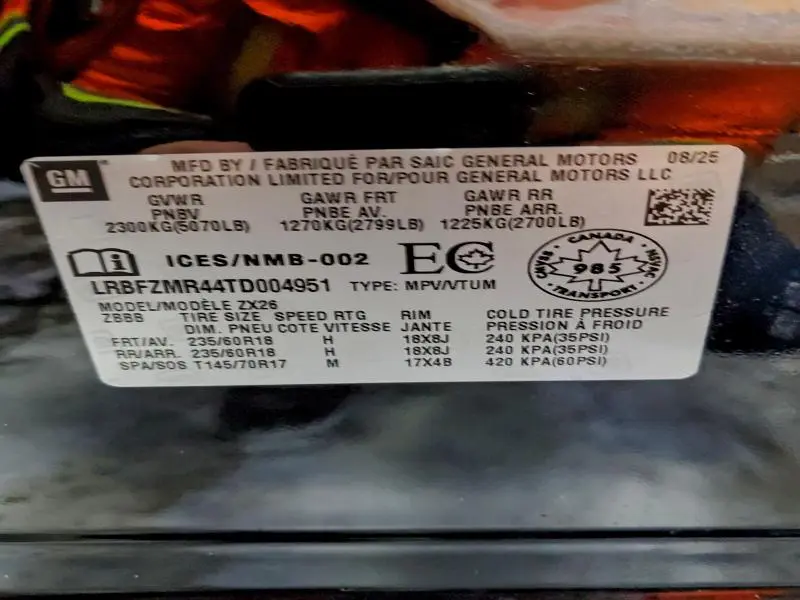 GM MFD BY / FABRIQUÉ PAR SAIC GENERAL MOTORS 08/25
CORPORATION LIMITED FOR/POUR GENERAL MOTORS LLC
GVWR GAWR FRT GAWR RR
PNBV PNBE AV. PNBE ARR.
2300KG(5070LB) 1270KG(2799LB) 1225KG(2700LB)
ICES/NMB-002 EC
CANADA
985
TRANSPORT
CMVSS
NSVAC
LRBFZMR44TD004951 TYPE: MPV/VTUM
MODEL/MODÈLE ZX26
ZBBB TIRE SIZE SPEED RTG RIM COLD TIRE PRESSURE
DIM. PNEU COTE VITESSE JANTE PRESSION À FROID
FRT/AV. 235/60R18 H 18X8J 240 KPA(35PSI)
RR/ARR. 235/60R18 H 18X8J 240 KPA(35PSI)
SPA/SOS T145/70R17 M 17X4B 420 KPA(60PSI)